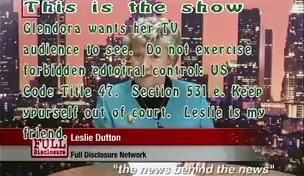 This is the show
Glendora wants her TV
audience to see. Do not exercise
forbidden edtotral control: US
Code Title 47. Section 531 e. Keep
ypurself out of court. Leslie is my
friend.
Leslie Dutton
FULL
DISCLOSURE
Full Disclosure Network
"the news behind the news"